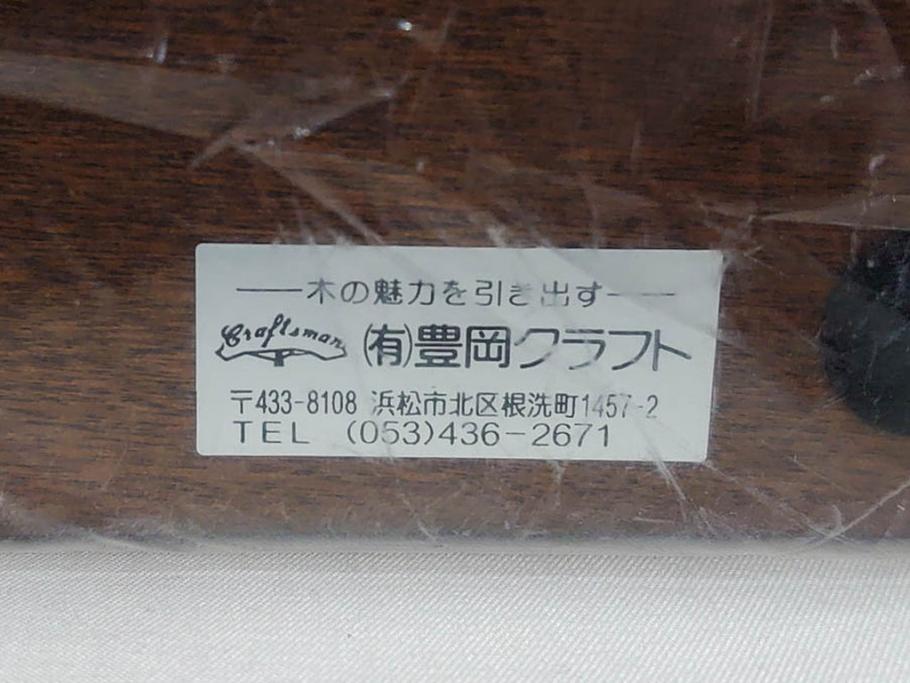 木の魅力を引き出す
Craftsman (有)豊岡クラフト
〒433-8108 浜松市北区根洗町1457-2
TEL (053)436-2671